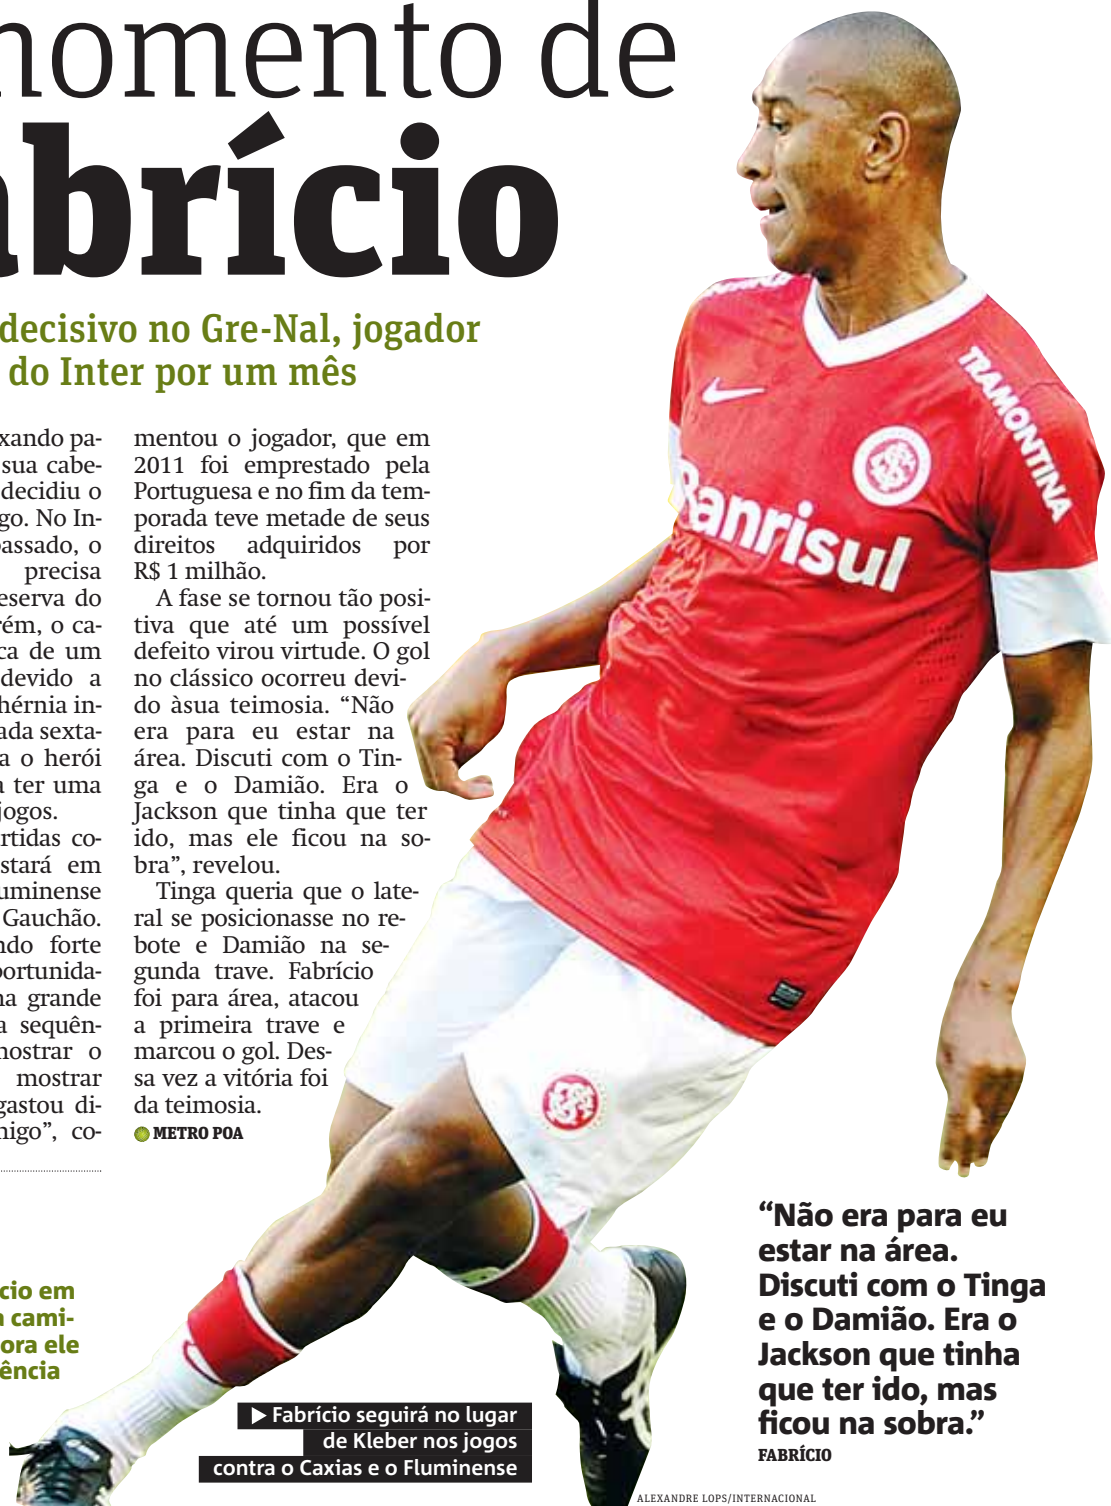 momento de
abrício
decisivo no Gre-Nal, jogador
do Inter por um mês
xando pa-
sua cabe-
decidiu o
go. No In-
assado, o
precisa
eserva do
rém, o ca-
ca de um
devido a
hérnia in-
ada sexta-
a o herói
a ter uma
jogos.
rtidas co-
stará em
uminense
Gauchão.
ndo forte
portunida-
na grande
a sequên-
mostrar o
mostrar
gastou di-
migo”, co-
mentou o jogador, que em
2011 foi emprestado pela
Portuguesa e no fim da tem-
porada teve metade de seus
direitos adquiridos por
R$ 1 milhão.
A fase se tornou tão posi-
tiva que até um possível
defeito virou virtude. O gol
no clássico ocorreu devi-
do àsua teimosia. “Não
era para eu estar na
área. Discuti com o Tin-
ga e o Damião. Era o
Jackson que tinha que ter
ido, mas ele ficou na so-
bra”, revelou.
Tinga queria que o late-
ral se posicionasse no re-
bote e Damião na se-
gunda trave. Fabrício
foi para área, atacou
a primeira trave e
marcou o gol. Des-
sa vez a vitória foi
da teimosia.
METRO POA
cio em
a cami-
ora ele
ência
TRAMONTINA
Banrisul
Fabrício seguirá no lugar
de Kleber nos jogos
contra o Caxias e o Fluminense
“Não era para eu
estar na área.
Discuti com o Tinga
e o Damião. Era o
Jackson que tinha
que ter ido, mas
ficou na sobra.”
FABRÍCIO
ALEXANDRE LOPS/INTERNACIONAL